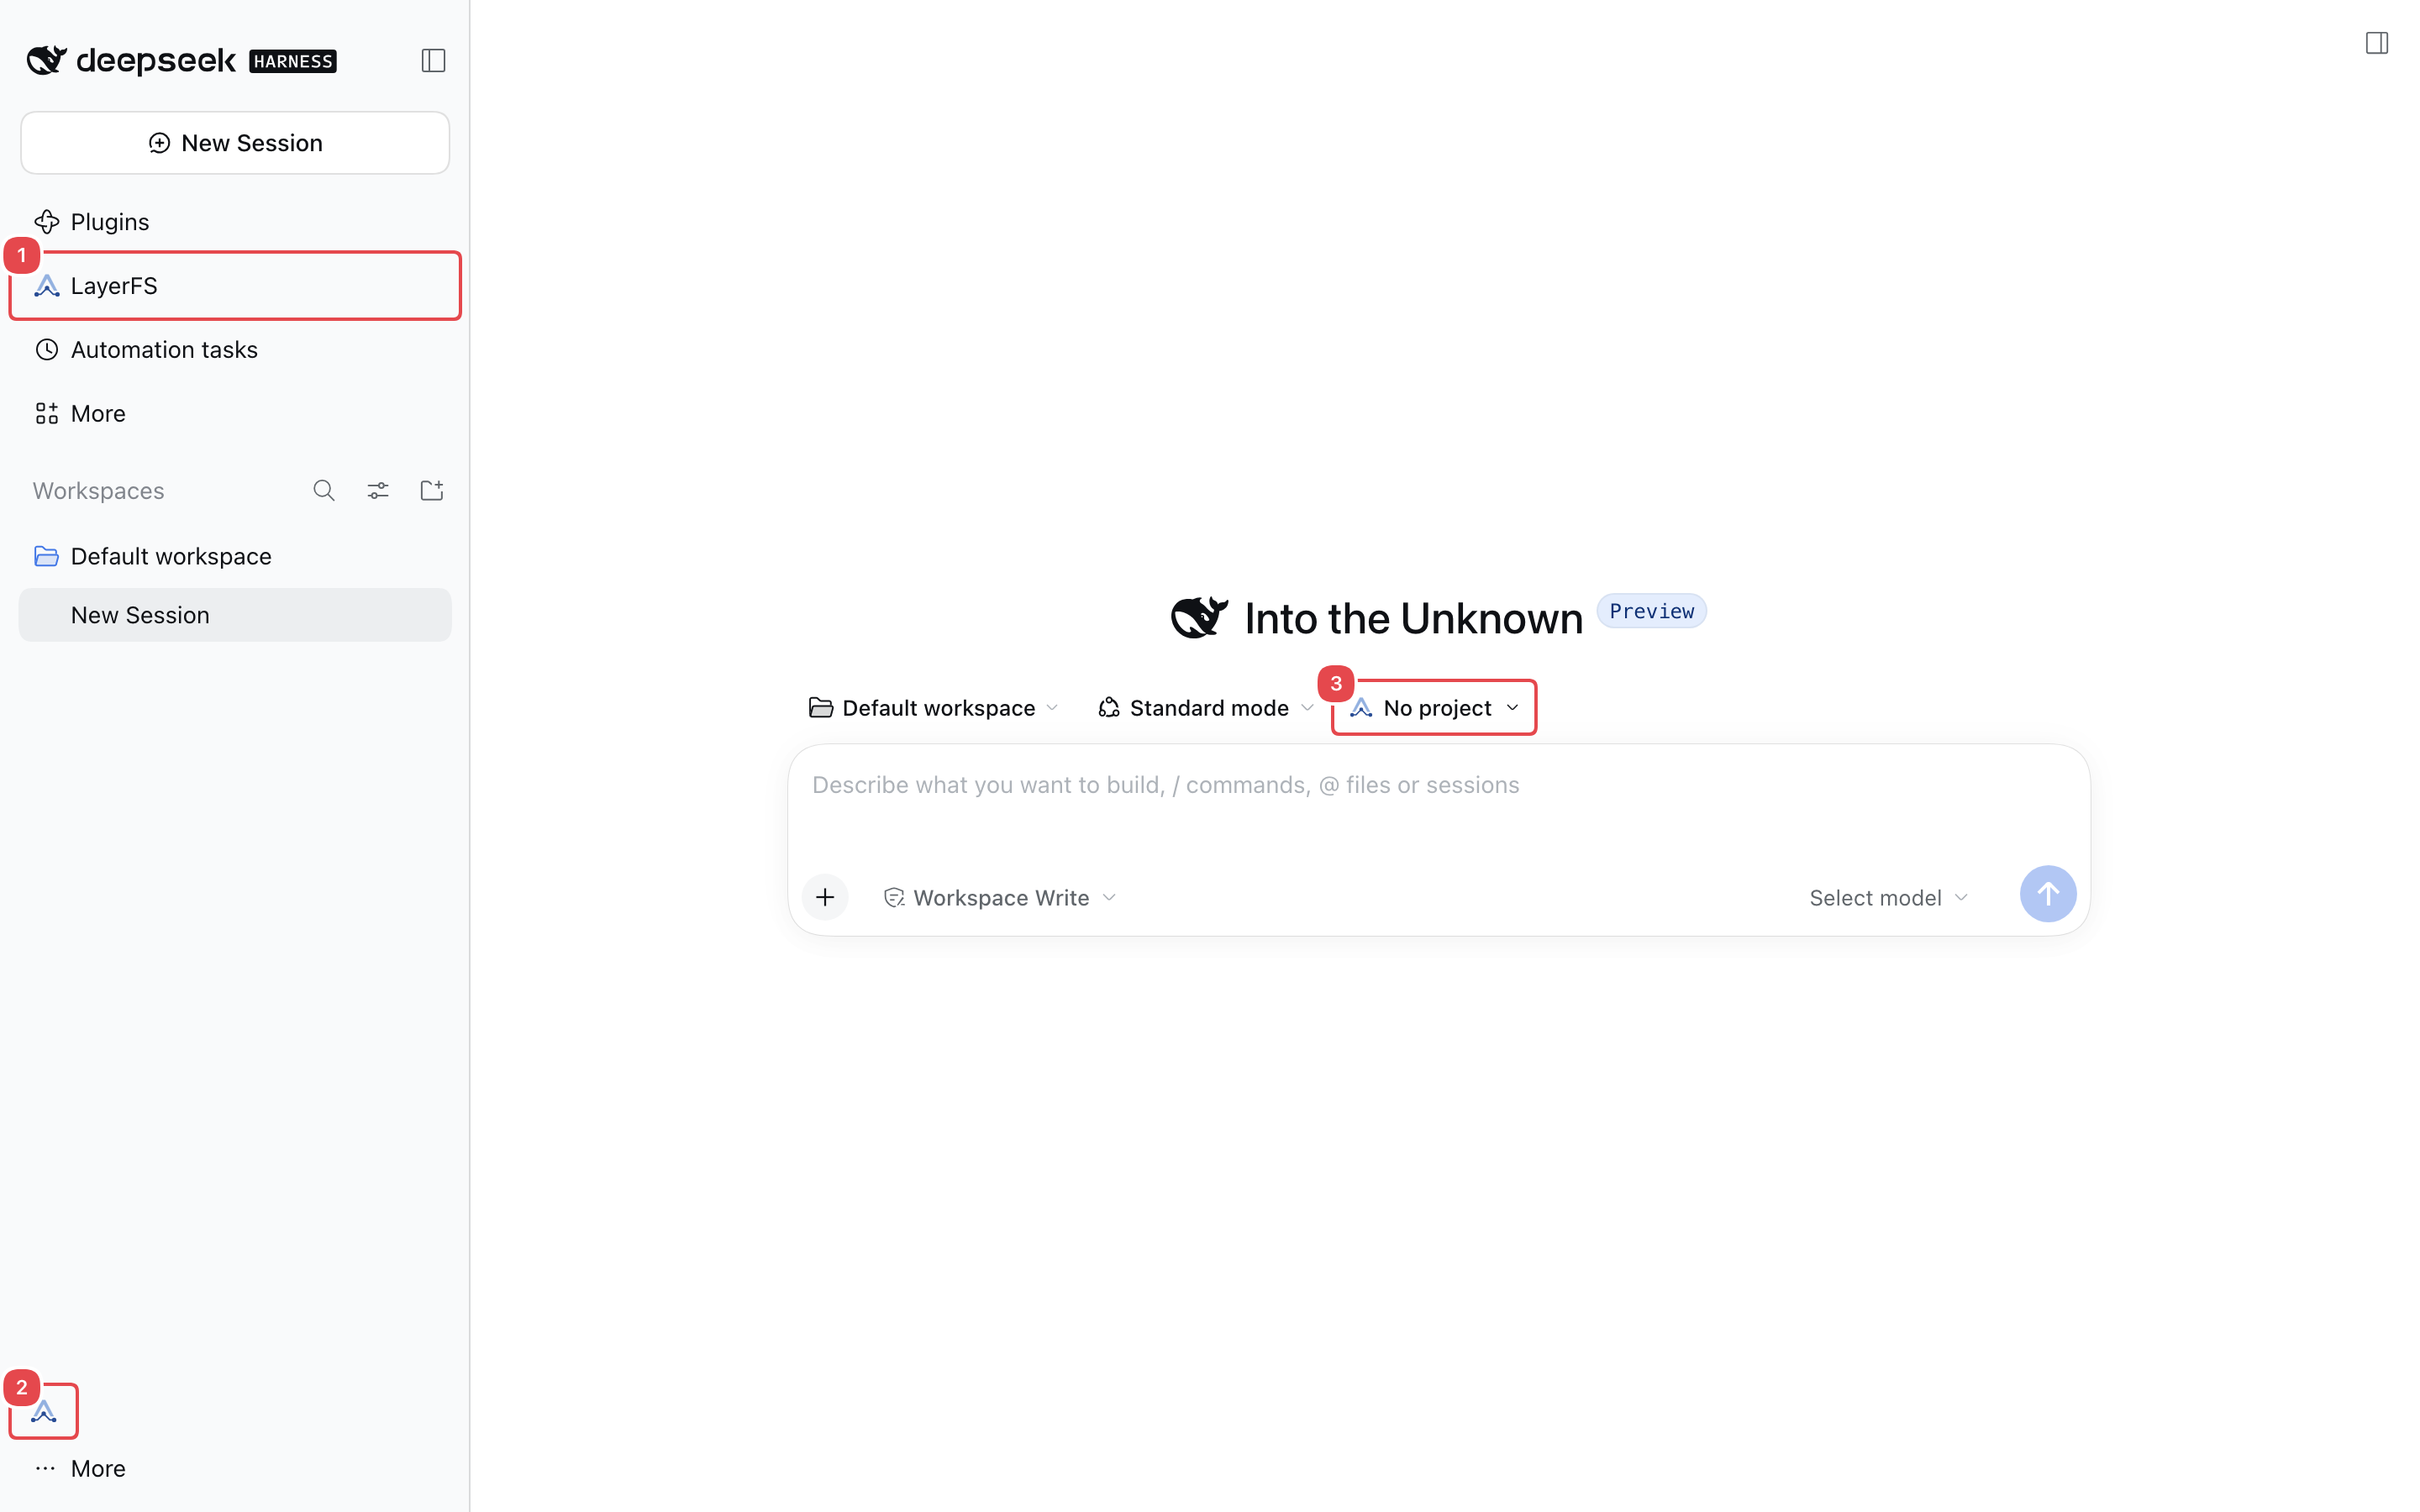 deepseek HARNESS
New Session
Plugins
1
LayerFS
Automation tasks
More
Workspaces
Default workspace
New Session
2
More
Into the Unknown Preview
3
Default workspace Standard mode No project
Describe what you want to build, / commands, @ files or sessions
Workspace Write Select model